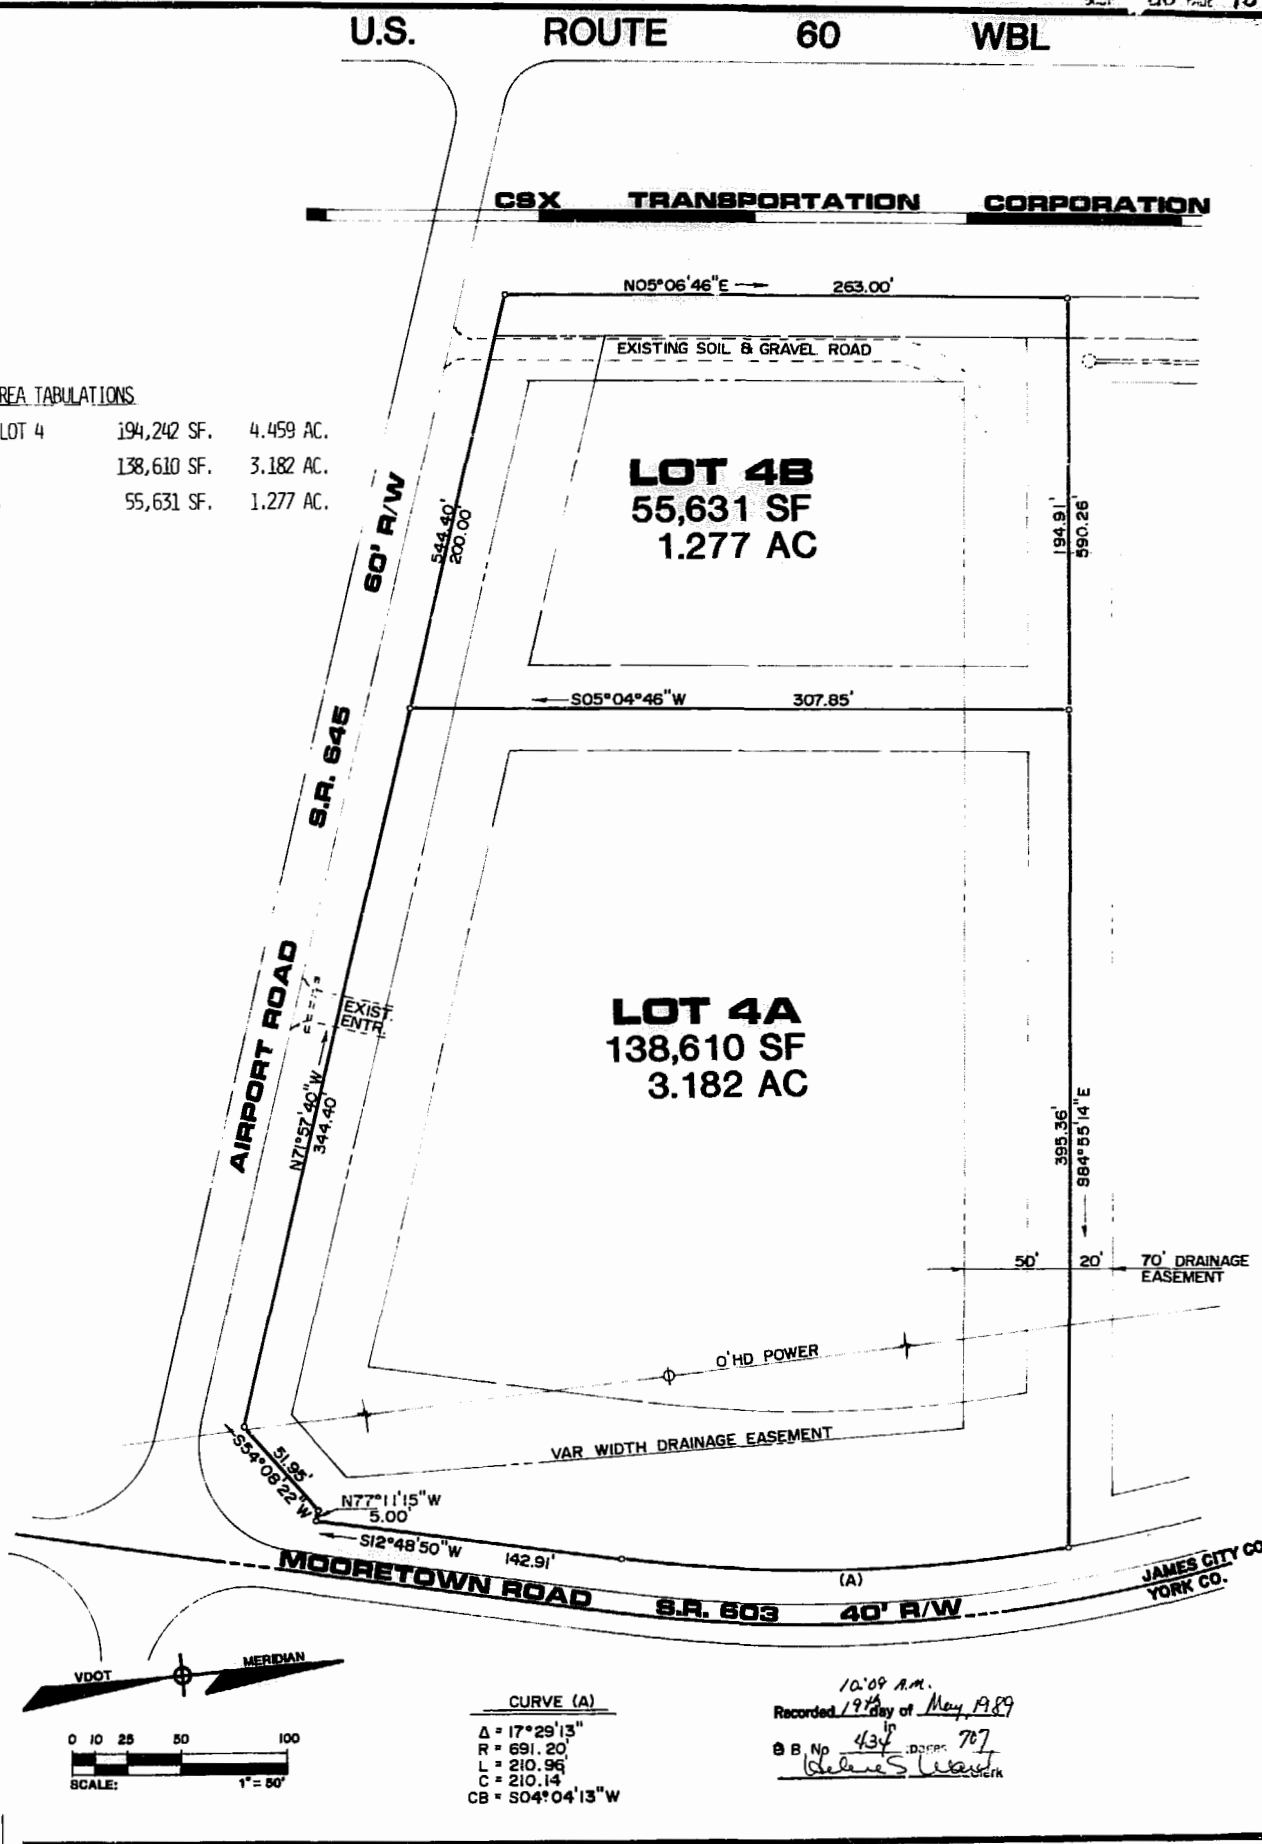 U.S. ROUTE 60 WBL
CSX TRANSPORTATION CORPORATION
N05°06'46"E 263.00'
EXISTING SOIL & GRAVEL ROAD
REA TABULATIONS
LOT 4 194,242 SF. 4.459 AC.
138,610 SF. 3.182 AC.
55,631 SF. 1.277 AC.
LOT 4B
55,631 SF
1.277 AC
60' R/W
544.40'
200.00'
194.91'
590.26'
S05°04°46"W 307.85'
S.R. 645
AIRPORT ROAD
EXIST.
ENTR.
N71°57'40"W
344.40'
LOT 4A
138,610 SF
3.182 AC
395.36'
S84°55'14"E
50' 20' 70' DRAINAGE
EASEMENT
O'HD POWER
VAR WIDTH DRAINAGE EASEMENT
51.95'
S54°08'22"W
N77°11'15"W
5.00'
S12°48'50"W 142.91'
(A)
MOORETOWN ROAD S.R. 603 40' R/W
JAMES CITY CO
YORK CO.
VDOT MERIDIAN
0 10 25 50 100
SCALE: 1"=50'
CURVE (A)
Δ = 17°29'13"
R = 691.20'
L = 210.96'
C = 210.14'
CB = S04°04'13"W
10:09 A.M.
Recorded 19th day of May, 1989
in
B No 434 pages 707
Helene S Ward